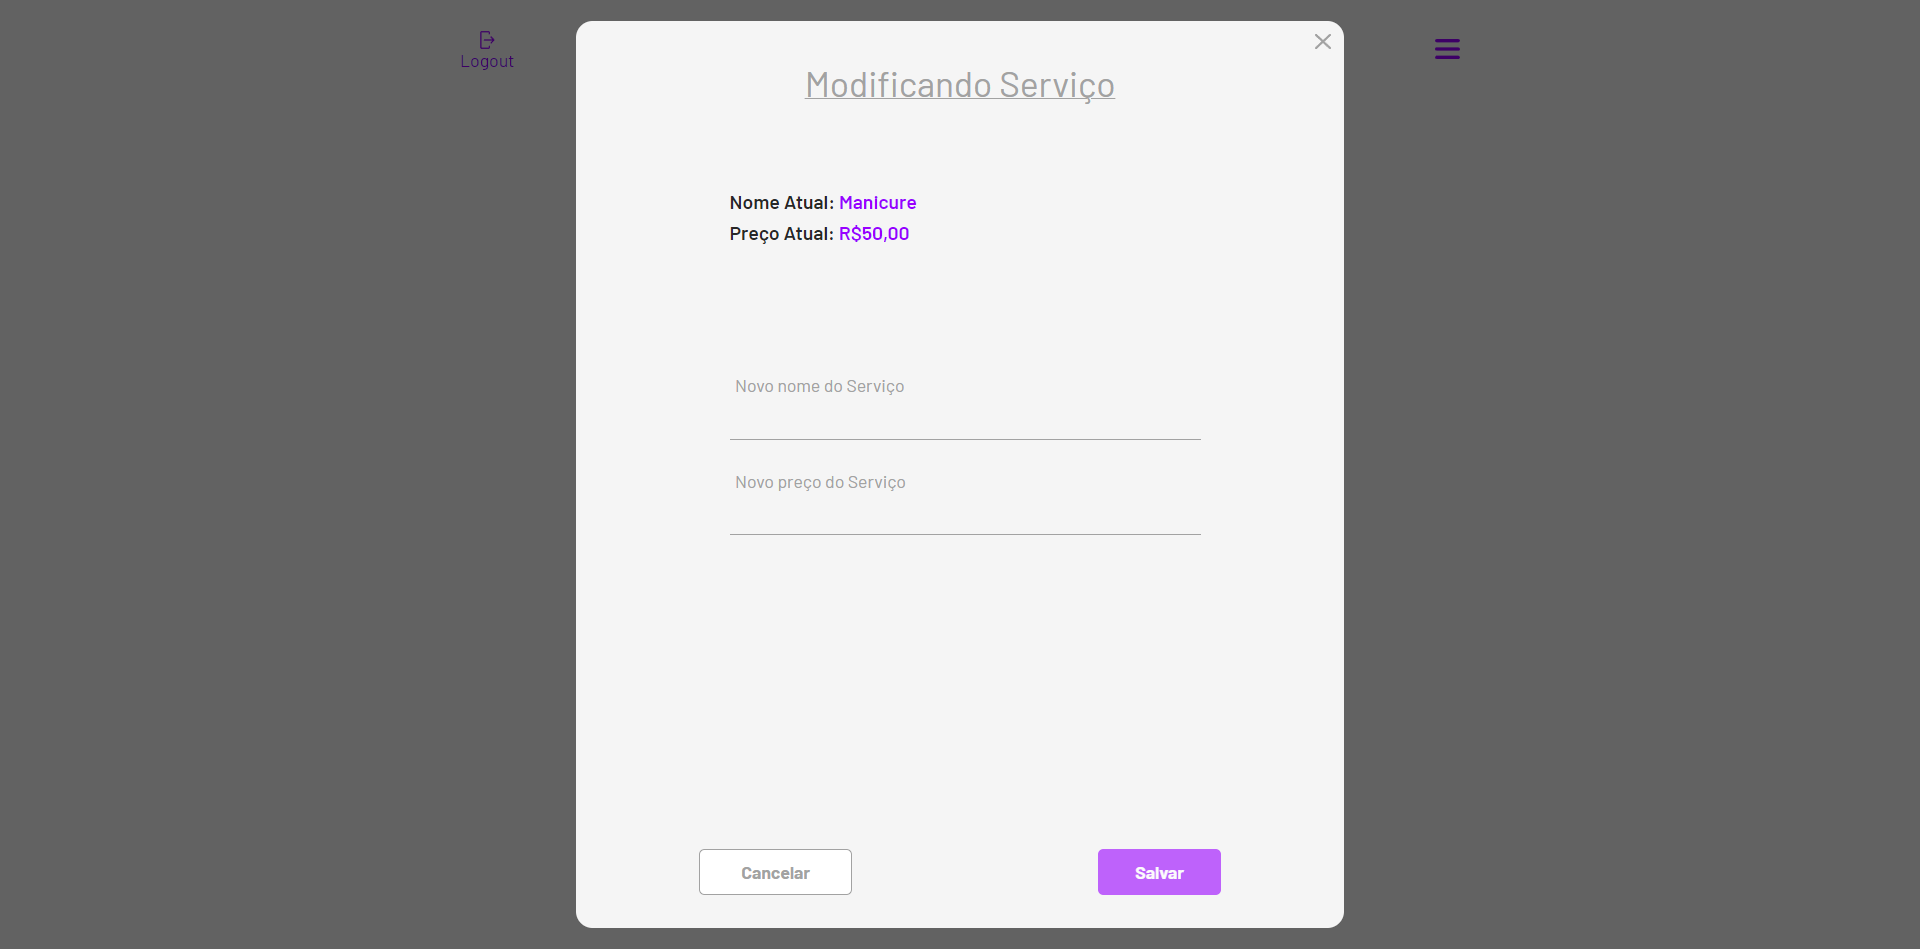 Logout
Modificando Serviço
Nome Atual: Manicure
Preço Atual: R$50,00
Novo nome do Serviço
Novo preço do Serviço
Cancelar
Salvar